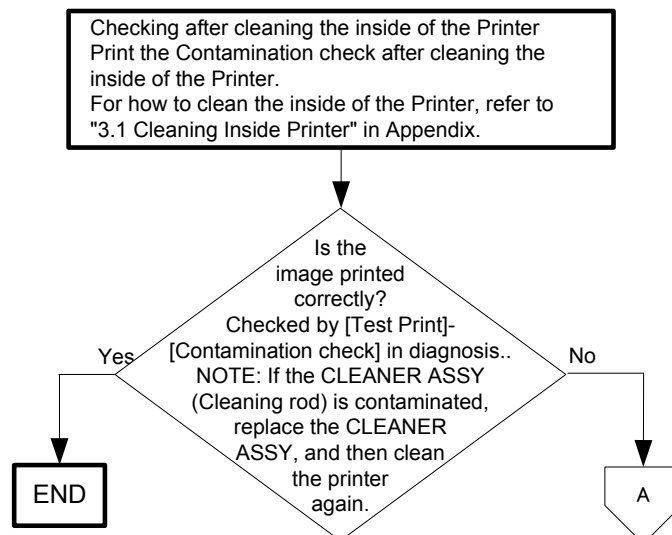 Checking after cleaning the inside of the Printer
Print the Contamination check after cleaning the
inside of the Printer.
For how to clean the inside of the Printer, refer to
"3.1 Cleaning Inside Printer" in Appendix.
Is the
image printed
correctly?
Checked by [Test Print]-
[Contamination check] in diagnosis..
NOTE: If the CLEANER ASSY
(Cleaning rod) is contaminated,
replace the CLEANER
ASSY, and then clean
the printer
again.
Yes
No
END
A